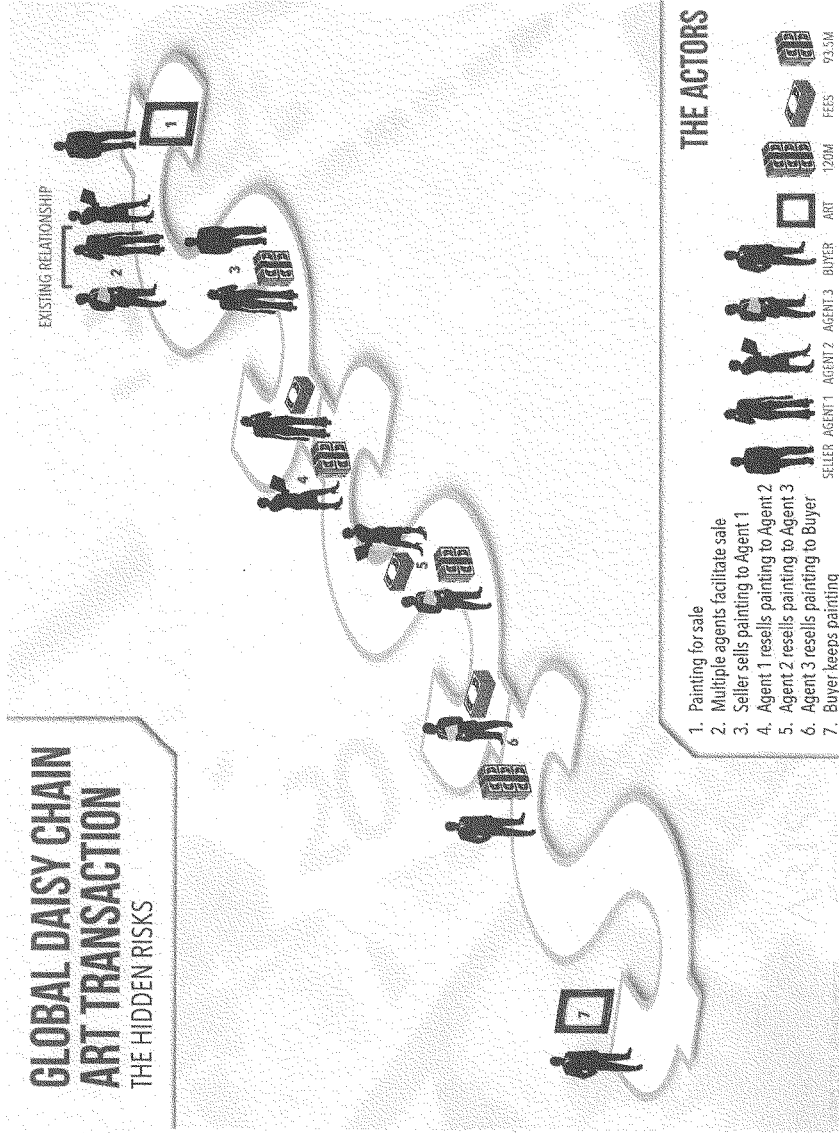 GLOBAL DAISY CHAIN
ART TRANSACTION
THE HIDDEN RISKS
EXISTING RELATIONSHIP
1
2
3
4
5
6
7
1. Painting for sale
2. Multiple agents facilitate sale
3. Seller sells painting to Agent 1
4. Agent 1 resells painting to Agent 2
5. Agent 2 resells painting to Agent 3
6. Agent 3 resells painting to Buyer
7. Buyer keeps painting
THE ACTORS
SELLER AGENT 1 AGENT 2 AGENT 3 BUYER ART 120M FEES 93.5M